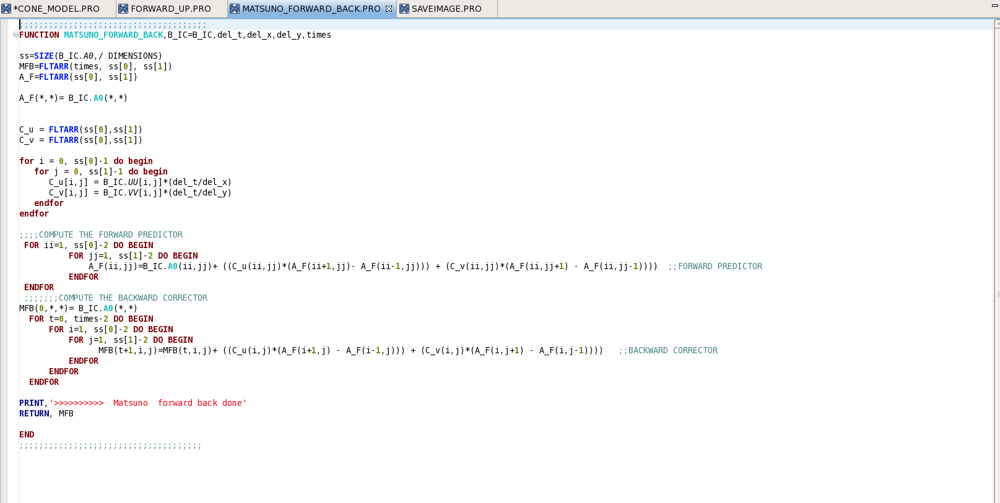 *CONE_MODEL.PRO FORWARD_UP.PRO MATSUNO_FORWARD_BACK.PRO SAVEIMAGE.PRO
;;;;;;;;;;;;;;;;;;;;;;;;;;;;;;;;;;;;;;
FUNCTION MATSUNO_FORWARD_BACK,B_IC=B_IC,del_t,del_x,del_y,times
ss=SIZE(B_IC.A0,/ DIMENSIONS)
MFB=FLTARR(times, ss[0], ss[1])
A_F=FLTARR(ss[0], ss[1])
A_F(*,*)= B_IC.A0(*,*)
C_u = FLTARR(ss[0],ss[1])
C_v = FLTARR(ss[0],ss[1])
for i = 0, ss[0]-1 do begin
for j = 0, ss[1]-1 do begin
C_u[i,j] = B_IC.UU[i,j]*(del_t/del_x)
C_v[i,j] = B_IC.VV[i,j]*(del_t/del_y)
endfor
endfor
;;;;COMPUTE THE FORWARD PREDICTOR
FOR ii=1, ss[0]-2 DO BEGIN
FOR jj=1, ss[1]-2 DO BEGIN
A_F(ii,jj)=B_IC.A0(ii,jj)+ ((C_u(ii,jj)*(A_F(ii+1,jj)- A_F(ii-1,jj))) + (C_v(ii,jj)*(A_F(ii,jj+1) - A_F(ii,jj-1)))) ;;FORWARD PREDICTOR
ENDFOR
ENDFOR
;;;;;;;COMPUTE THE BACKWARD CORRECTOR
MFB(0,*,*)= B_IC.A0(*,*)
FOR t=0, times-2 DO BEGIN
FOR i=1, ss[0]-2 DO BEGIN
FOR j=1, ss[1]-2 DO BEGIN
MFB(t+1,i,j)=MFB(t,i,j)+ ((C_u(i,j)*(A_F(i+1,j) - A_F(i-1,j))) + (C_v(i,j)*(A_F(i,j+1) - A_F(i,j-1)))) ;;BACKWARD CORRECTOR
ENDFOR
ENDFOR
ENDFOR
PRINT,'>>>>>>>>>> Matsuno forward back done'
RETURN, MFB
END
;;;;;;;;;;;;;;;;;;;;;;;;;;;;;;;;;;;;;